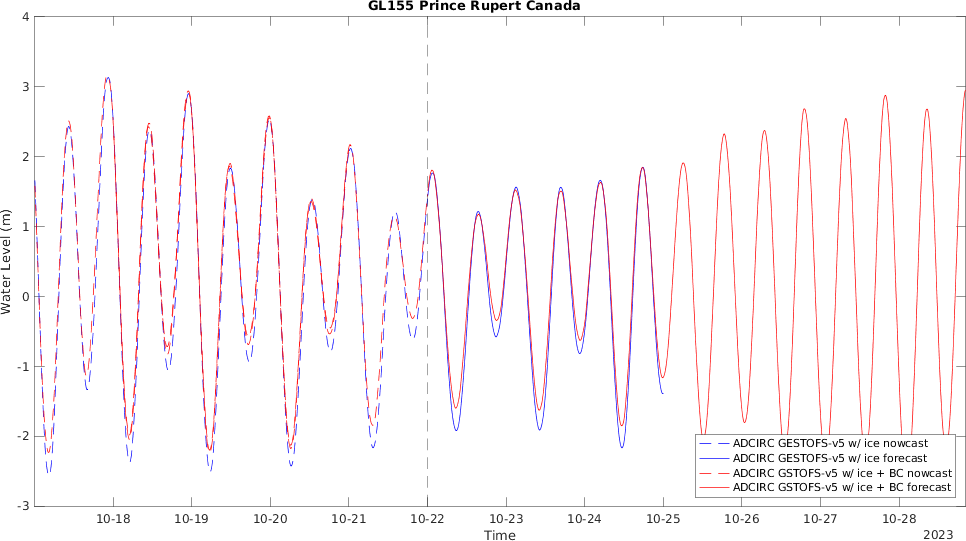 GL155 Prince Rupert Canada
4
3
2
1
0
-1
-2
-3
Water Level (m)
10-18
10-19
10-20
10-21
10-22
10-23
10-24
10-25
10-26
10-27
10-28
Time
2023
ADCIRC GESTOFS-v5 w/ ice nowcast
ADCIRC GESTOFS-v5 w/ ice forecast
ADCIRC GSTOFS-v5 w/ ice + BC nowcast
ADCIRC GSTOFS-v5 w/ ice + BC forecast